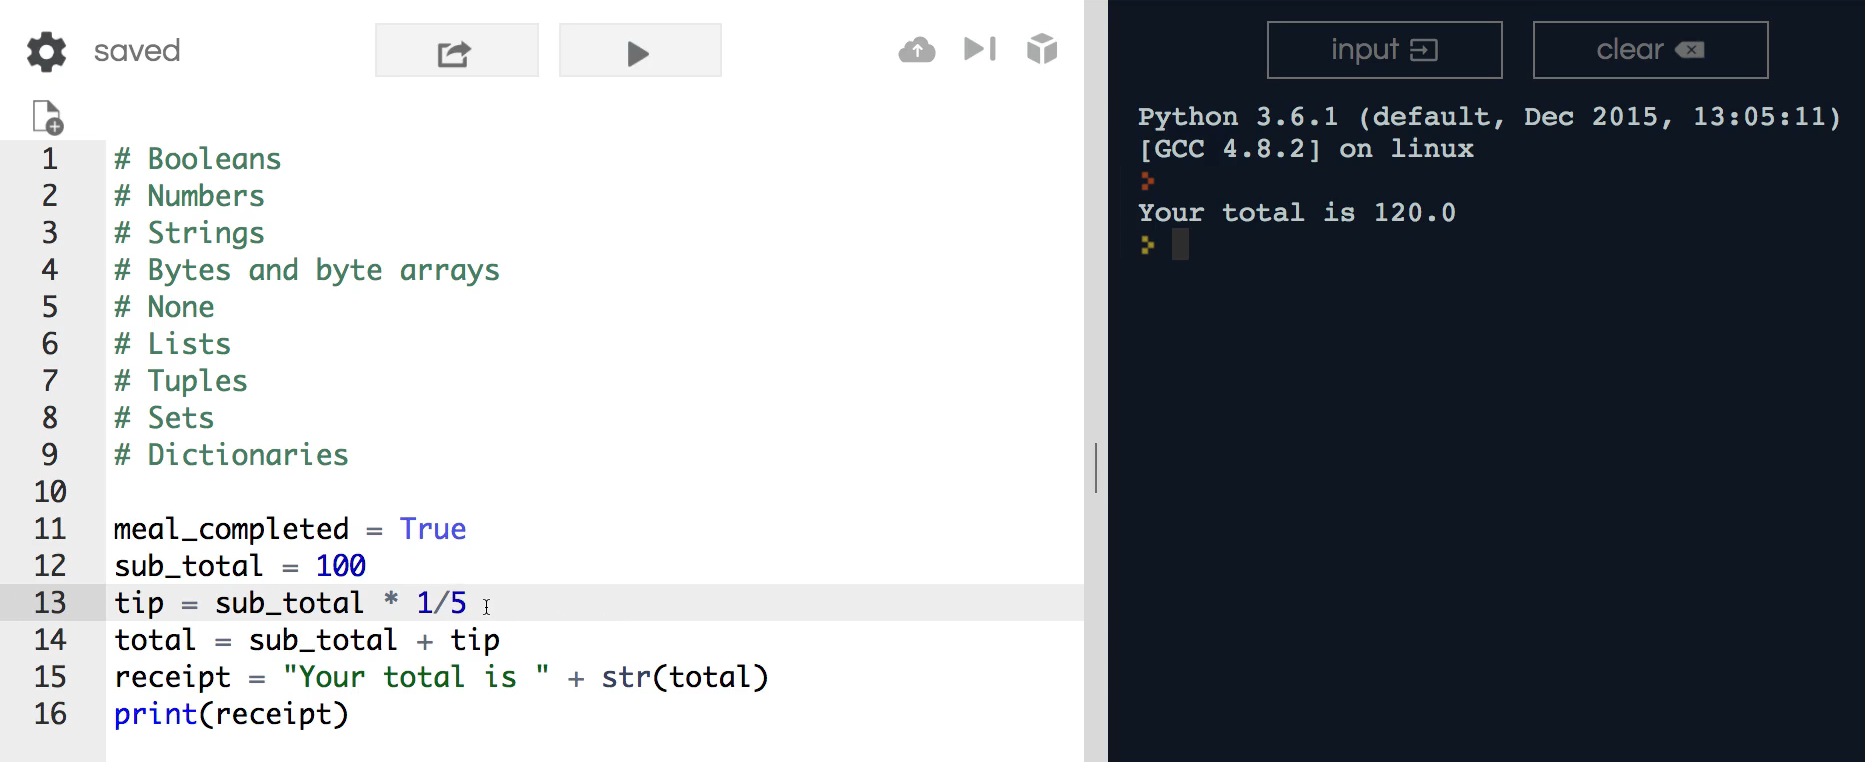 saved
input
clear
1 # Booleans
2 # Numbers
3 # Strings
4 # Bytes and byte arrays
5 # None
6 # Lists
7 # Tuples
8 # Sets
9 # Dictionaries
10
11 meal_completed = True
12 sub_total = 100
13 tip = sub_total * 1/5
14 total = sub_total + tip
15 receipt = "Your total is " + str(total)
16 print(receipt)
Python 3.6.1 (default, Dec 2015, 13:05:11)
[GCC 4.8.2] on linux
Your total is 120.0